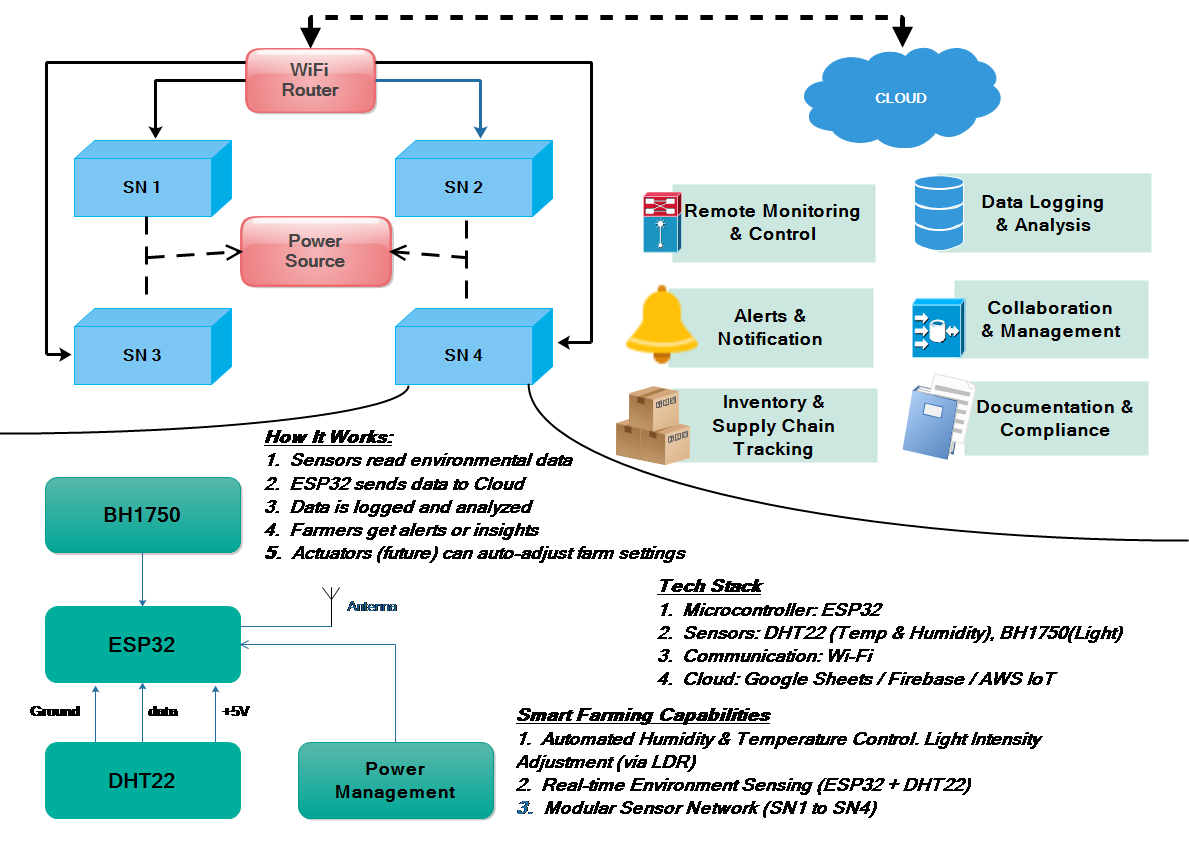 WiFi
Router
CLOUD
SN 1
SN 2
Power
Source
SN 3
SN 4
Remote Monitoring
& Control
Data Logging
& Analysis
Alerts &
Notification
Collaboration
& Management
Inventory &
Supply Chain
Tracking
Documentation &
Compliance
How It Works:
1. Sensors read environmental data
2. ESP32 sends data to Cloud
3. Data is logged and analyzed
4. Farmers get alerts or insights
5. Actuators (future) can auto-adjust farm settings
BH1750
ESP32
Antenna
Ground
data
+5V
DHT22
Power
Management
Tech Stack
1. Microcontroller: ESP32
2. Sensors: DHT22 (Temp & Humidity), BH1750(Light)
3. Communication: Wi-Fi
4. Cloud: Google Sheets / Firebase / AWS IoT
Smart Farming Capabilities
1. Automated Humidity & Temperature Control. Light Intensity
Adjustment (via LDR)
2. Real-time Environment Sensing (ESP32 + DHT22)
3. Modular Sensor Network (SN1 to SN4)